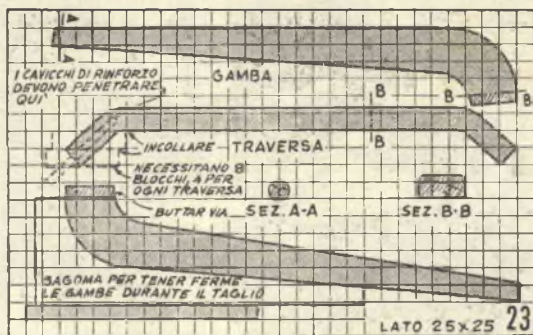 GAMBA
I CAVICCHI DI RINFORZO
DEVONO PENETRARE
QUI
B B B
INCOLLARE TRAVERSA
B
NECESSITANO 8
BLOCCHI, 4 PER
OGNI TRAVERSA
BUTTAR VIA SEZ. A-A SEZ. B-B
SAGOMA PER TENER FERME
LE GAMBE DURANTE IL TAGLIO
LATO 25x25 23